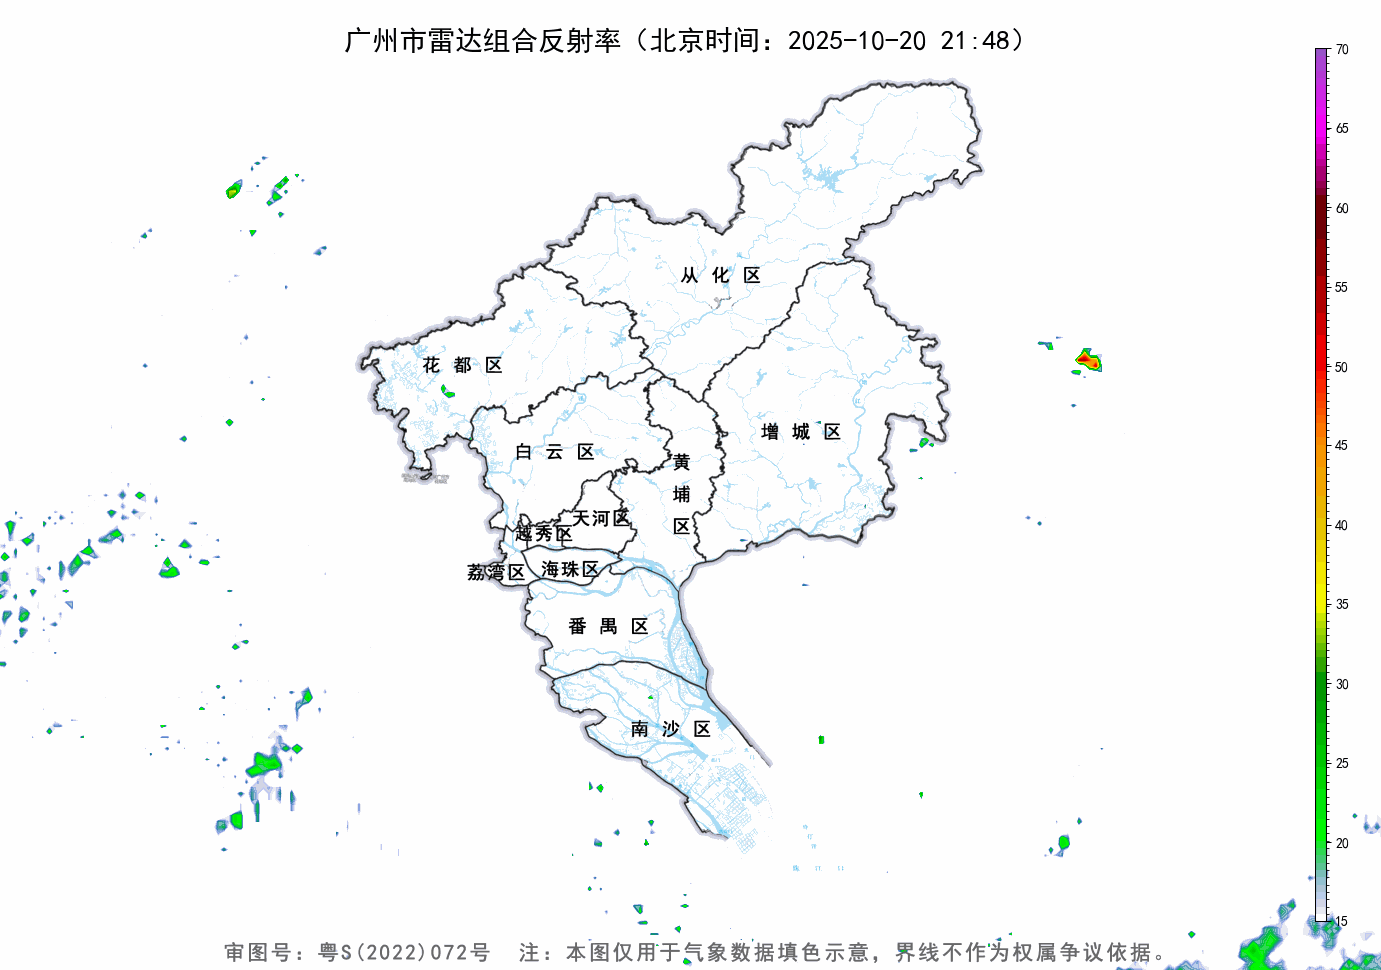 广州市雷达组合反射率（北京时间：2025-10-20 21:48）
70
65
60
55
50
45
40
35
30
25
20
15
从化区
花都区
增城区
白云区
黄埔区
天河区
越秀区
荔湾区
海珠区
番禺区
南沙区
审图号：粤S(2022)072号 注：本图仅用于气象数据填色示意，界线不作为权属争议依据。